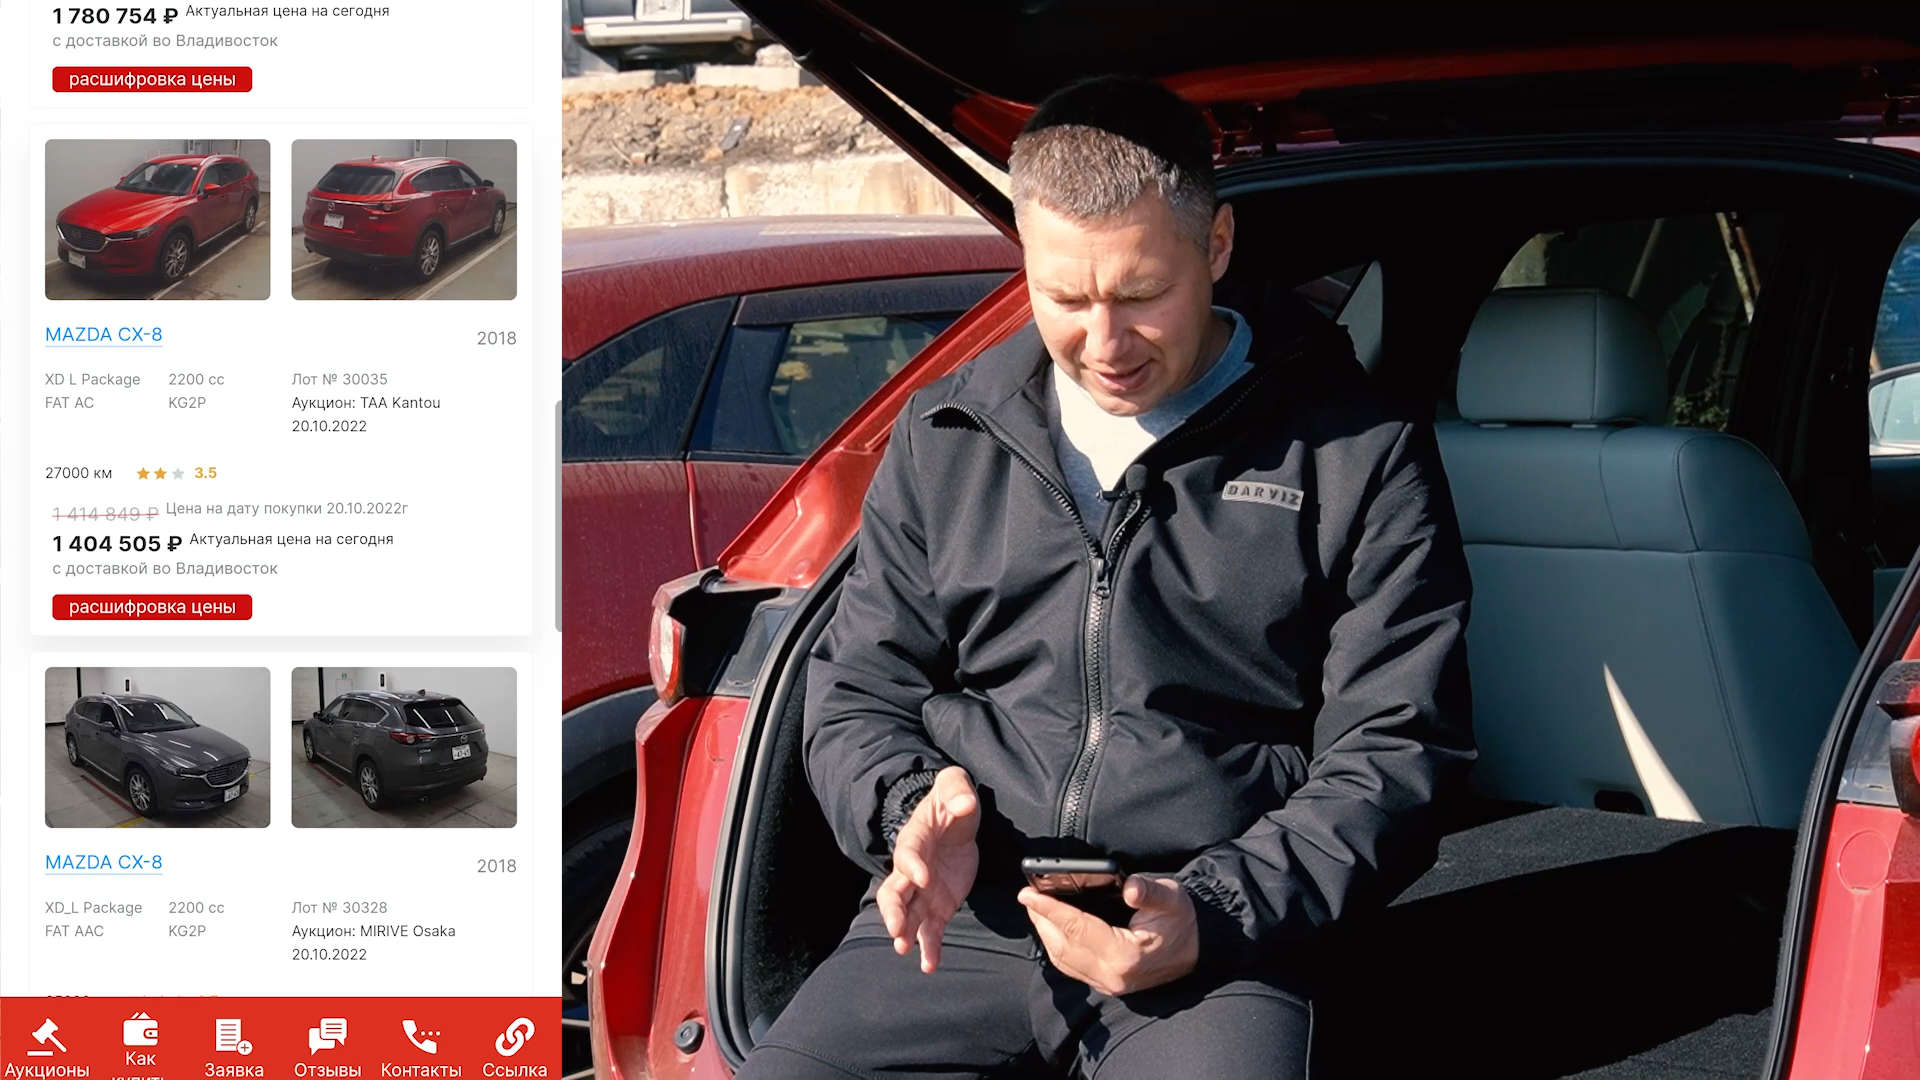 1 780 754 ₽ Актуальная цена на сегодня
с доставкой во Владивосток
расшифровка цены
MAZDA CX-8
2018
XD L Package 2200 cc Лот № 30035
FAT AC KG2P Аукцион: TAA Kantou
20.10.2022
27000 км 3.5
1 414 849 ₽ Цена на дату покупки 20.10.2022г
1 404 505 ₽ Актуальная цена на сегодня
с доставкой во Владивосток
расшифровка цены
MAZDA CX-8
2018
XD_L Package 2200 cc Лот № 30328
FAT AAC KG2P Аукцион: MIRIVE Osaka
20.10.2022
Аукционы
Как
купить
Заявка
Отзывы
Контакты
Ссылка
DARVIZ